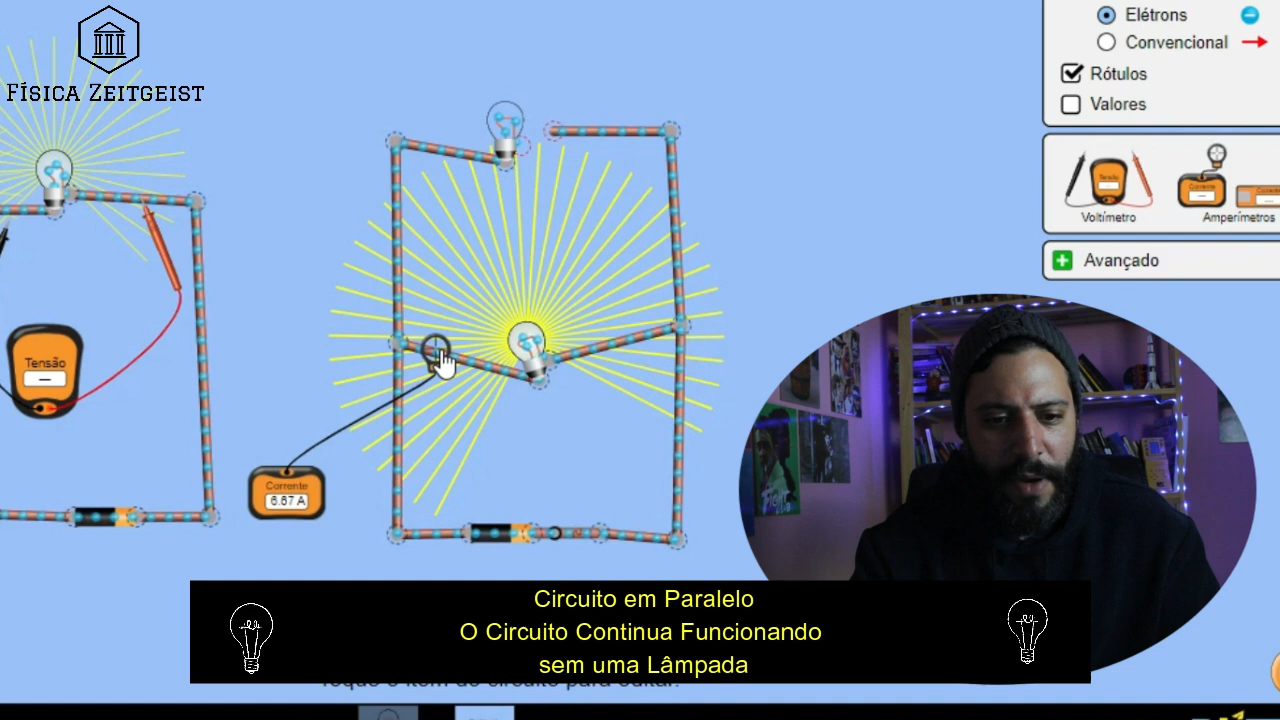 FÍSICA ZEITGEIST
Elétrons
Convencional
Rótulos
Valores
Tensão
Voltímetro
Amperímetros
Avançado
Tensão
Corrente
6.67 A
Circuito em Paralelo
O Circuito Continua Funcionando
sem uma Lâmpada